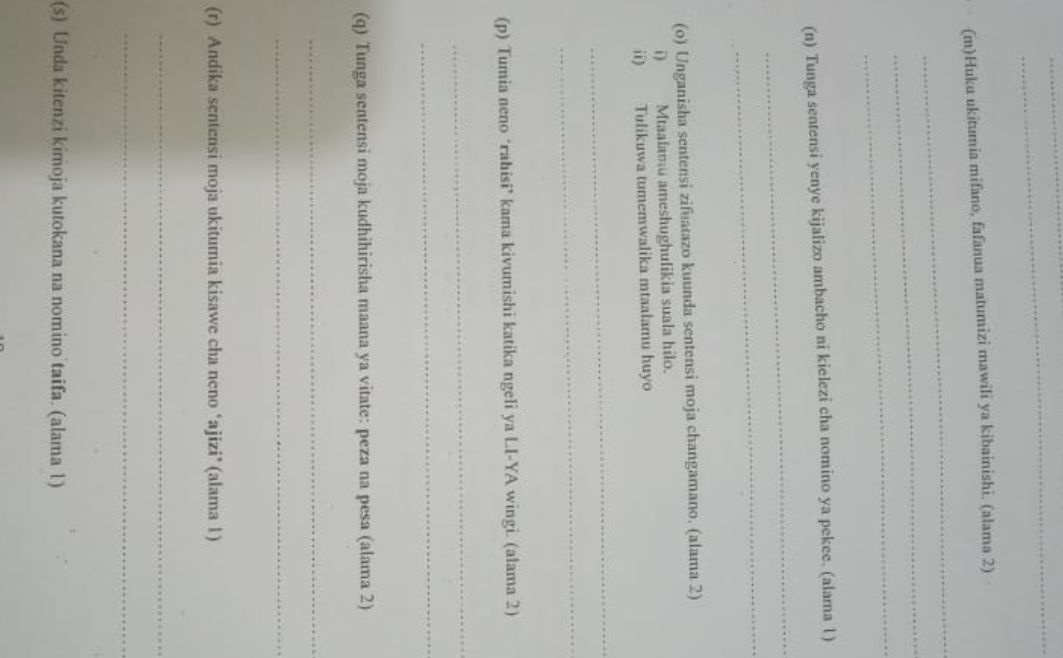 (m)Huku ukitumia mifano, fafanua matumizi mawili ya kibainishi. (alama 2)
(n) Tunga sentensi yenye kijalizo ambacho ni kielezi cha nomino ya pekee. (alama 1)
(o) Unganisha sentensi zifuatazo kuunda sentensi moja changamano. (alama 2)
i) Mtaalamu ameshughulikia suala hilo.
ii) Tulikuwa tumemwalika mtaalamu huyo
(p) Tumia neno ‘rahisi’ kama kivumishi katika ngeli ya LI-YA wingi. (alama 2)
(q) Tunga sentensi moja kudhihirisha maana ya vitate: peza na pesa (alama 2)
(r) Andika sentensi moja ukitumia kisawe cha neno ‘ajizi’ (alama 1)
(s) Unda kitenzi kimoja kutokana na nomino taifa (alama 1)